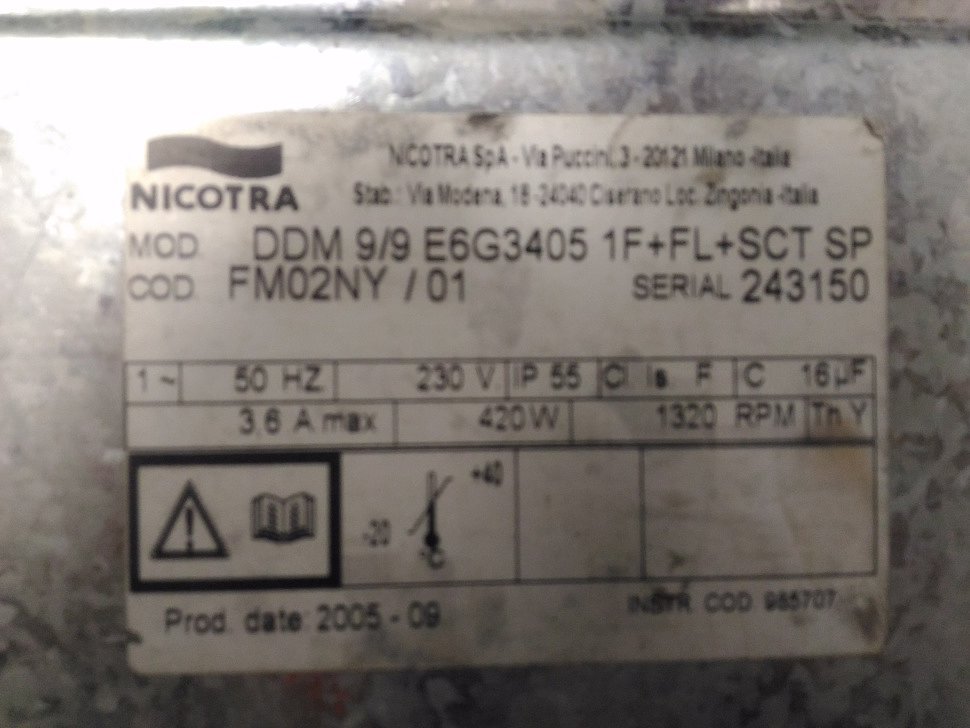 NICOTRA SpA - Via Puccini, 3 - 20121 Milano -Italia
NICOTRA
Stab.: Via Modena, 18 -24040 Ciserano Loc. Zingonia -Italia
MOD. DDM 9/9 E6G3405 1F+FL+SCT SP
COD. FM02NY / 01 SERIAL 243150
1 ~ 50 HZ 230 V IP 55 Cl Is. F C 16 µF
3,6 A max 420W 1320 RPM Th.Y
+40
-20
°C
Prod. date 2005 - 09 INSTR. COD 985707